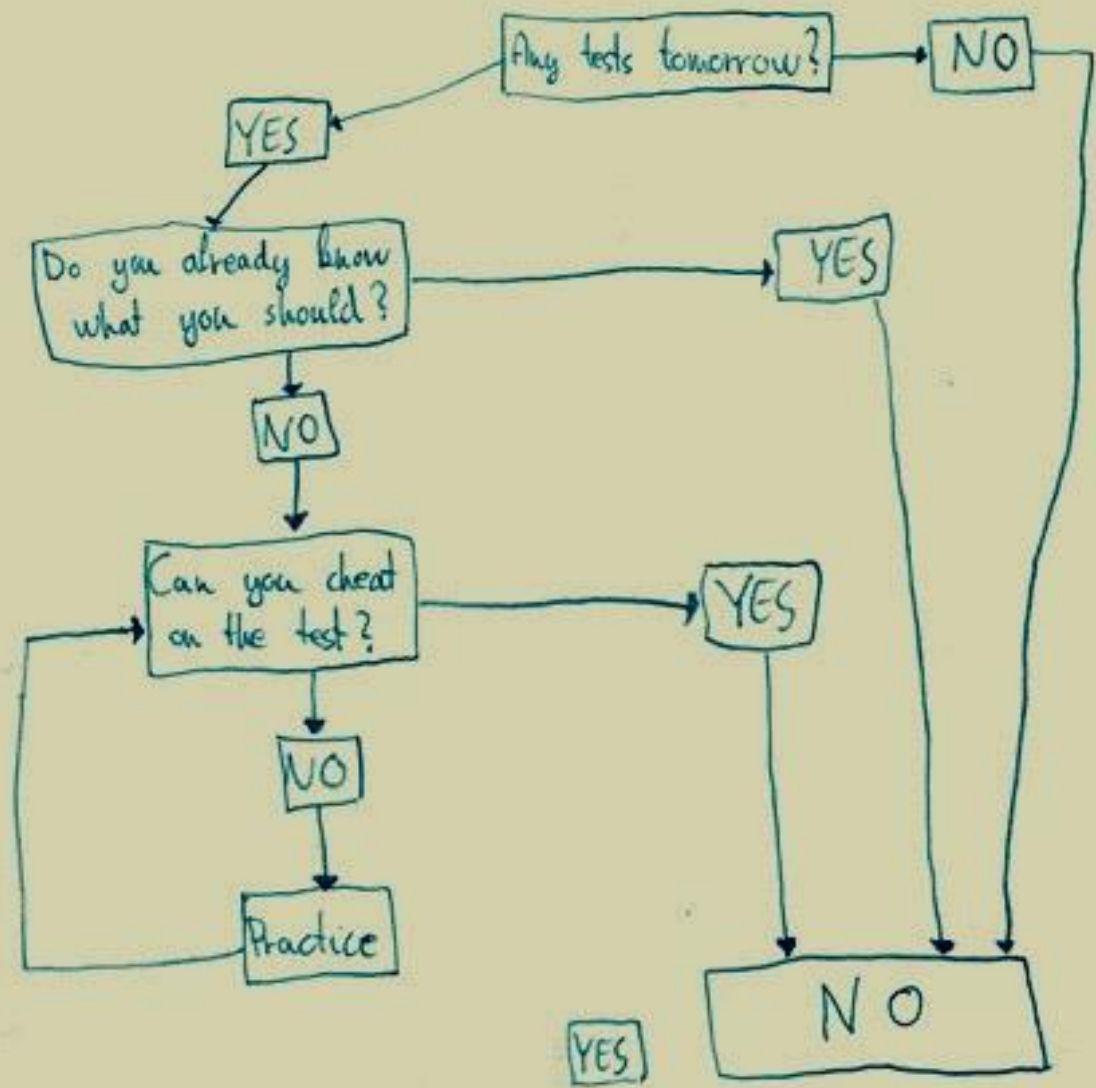 Any tests tomorrow?
NO
YES
Do you already know
what you should?
YES
NO
Can you cheat
on the test?
YES
NO
Practice
NO
YES